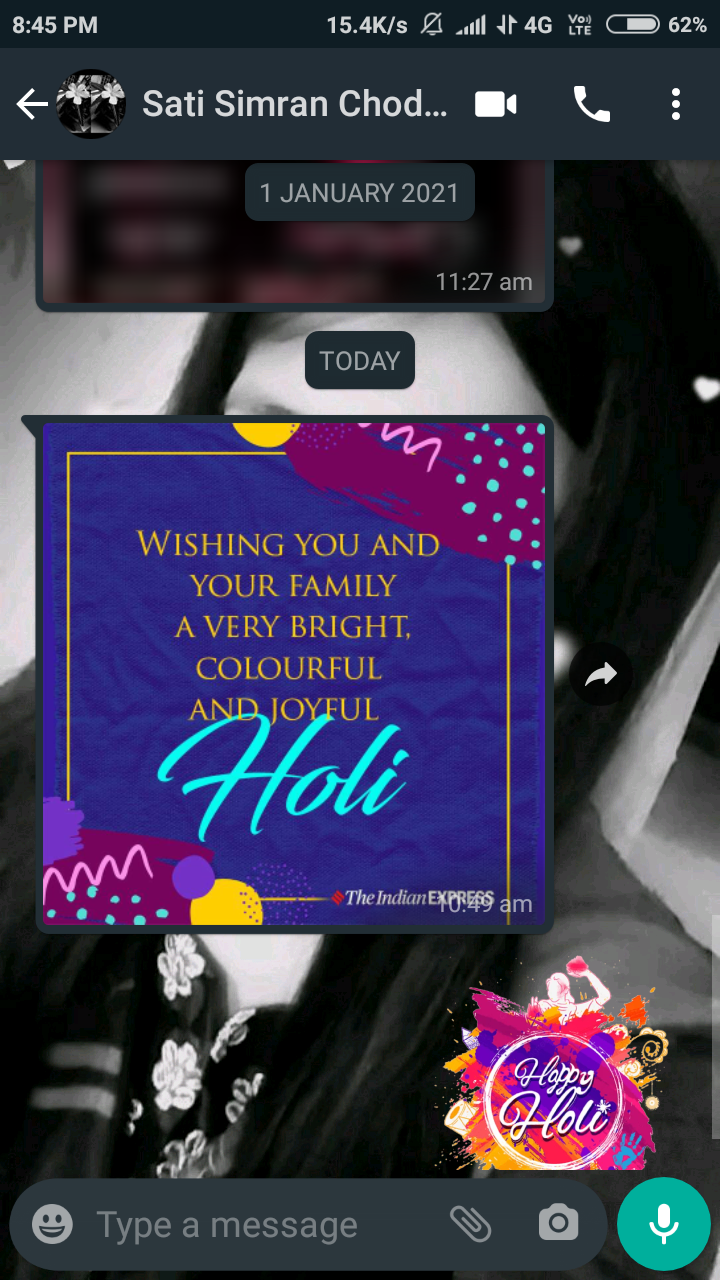 8:45 PM 15.4K/s 4G Vo) LTE 62%
Sati Simran Chod...
1 JANUARY 2021
11:27 am
TODAY
WISHING YOU AND
YOUR FAMILY
A VERY BRIGHT,
COLOURFUL
AND JOYFUL
Holi
The Indian EXPRESS
10:49 am
Happy
Holi
Type a message